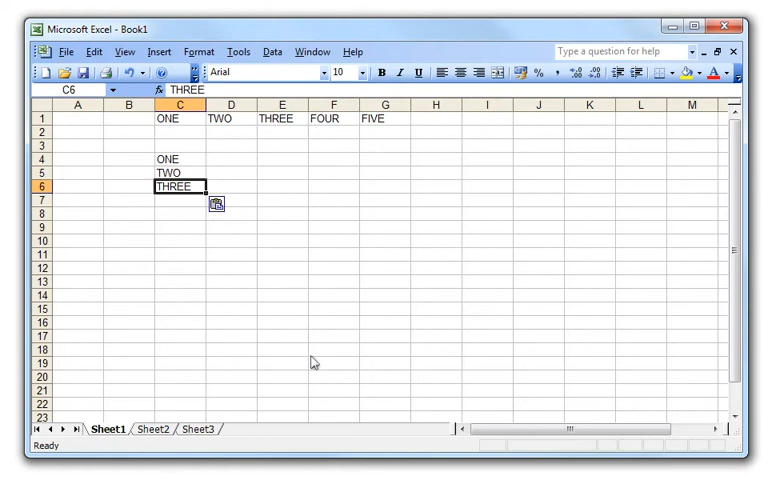 Microsoft Excel - Book1
File Edit View Insert Format Tools Data Window Help Type a question for help
Arial 10 B I U % ,
C6 fx THREE
A B C D E F G H I J K L M
1 ONE TWO THREE FOUR FIVE
2
3
4 ONE
5 TWO
6 THREE
7
8
9
10
11
12
13
14
15
16
17
18
19
20
21
22
23
Sheet1 Sheet2 Sheet3
Ready